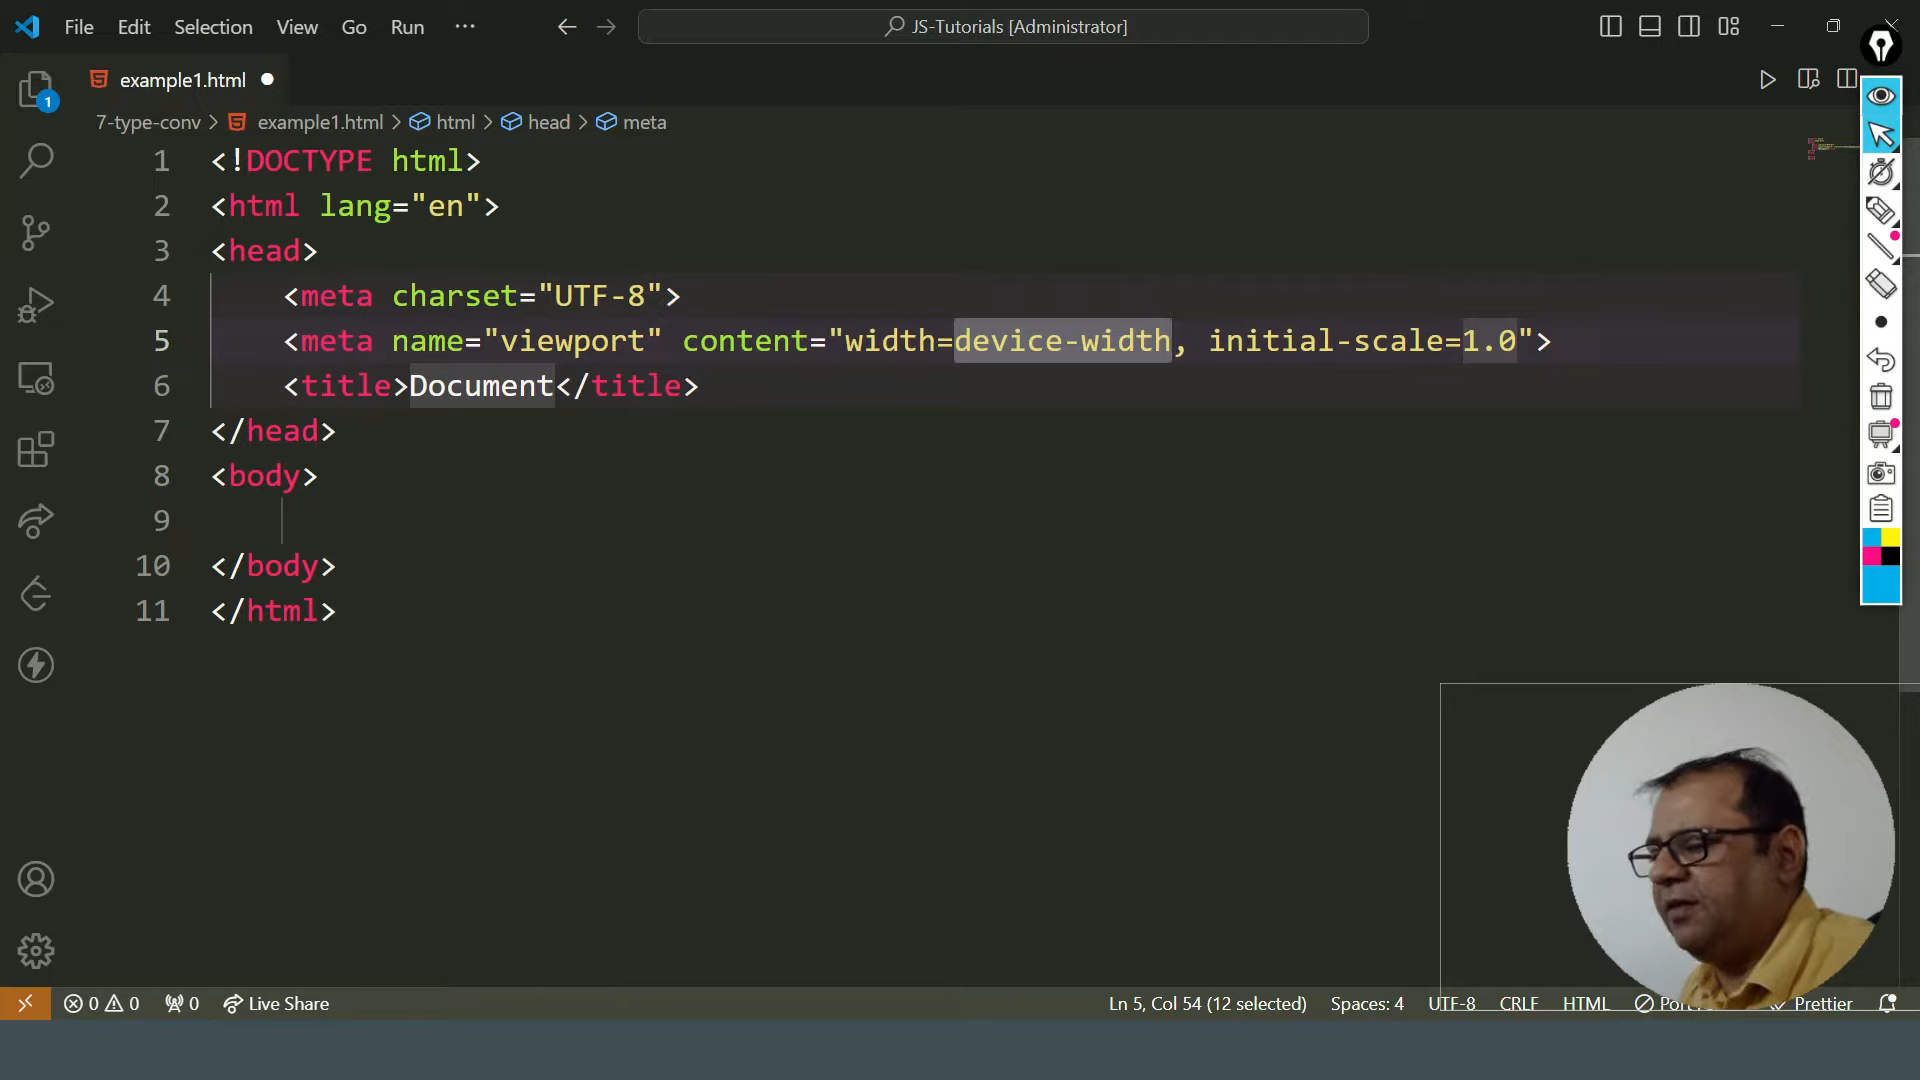 File Edit Selection View Go Run ··· JS-Tutorials [Administrator]
example1.html
7-type-conv > example1.html > html > head > meta
1 <!DOCTYPE html>
2 <html lang="en">
3 <head>
4 <meta charset="UTF-8">
5 <meta name="viewport" content="width=device-width, initial-scale=1.0">
6 <title>Document</title>
7 </head>
8 <body>
9
10 </body>
11 </html>
1
0 0 0 Live Share Ln 5, Col 54 (12 selected) Spaces: 4 UTF-8 CRLF HTML Prettier